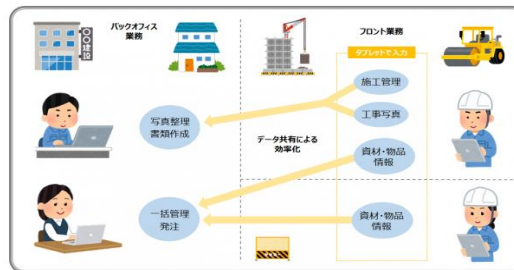 バックオフィス
業務
フロント業務
〇〇建設
タブレットで入力
施工管理
工事写真
写真整理
書類作成
データ共有による
効率化
資材・物品
情報
一括管理
発注
資材・物品
情報